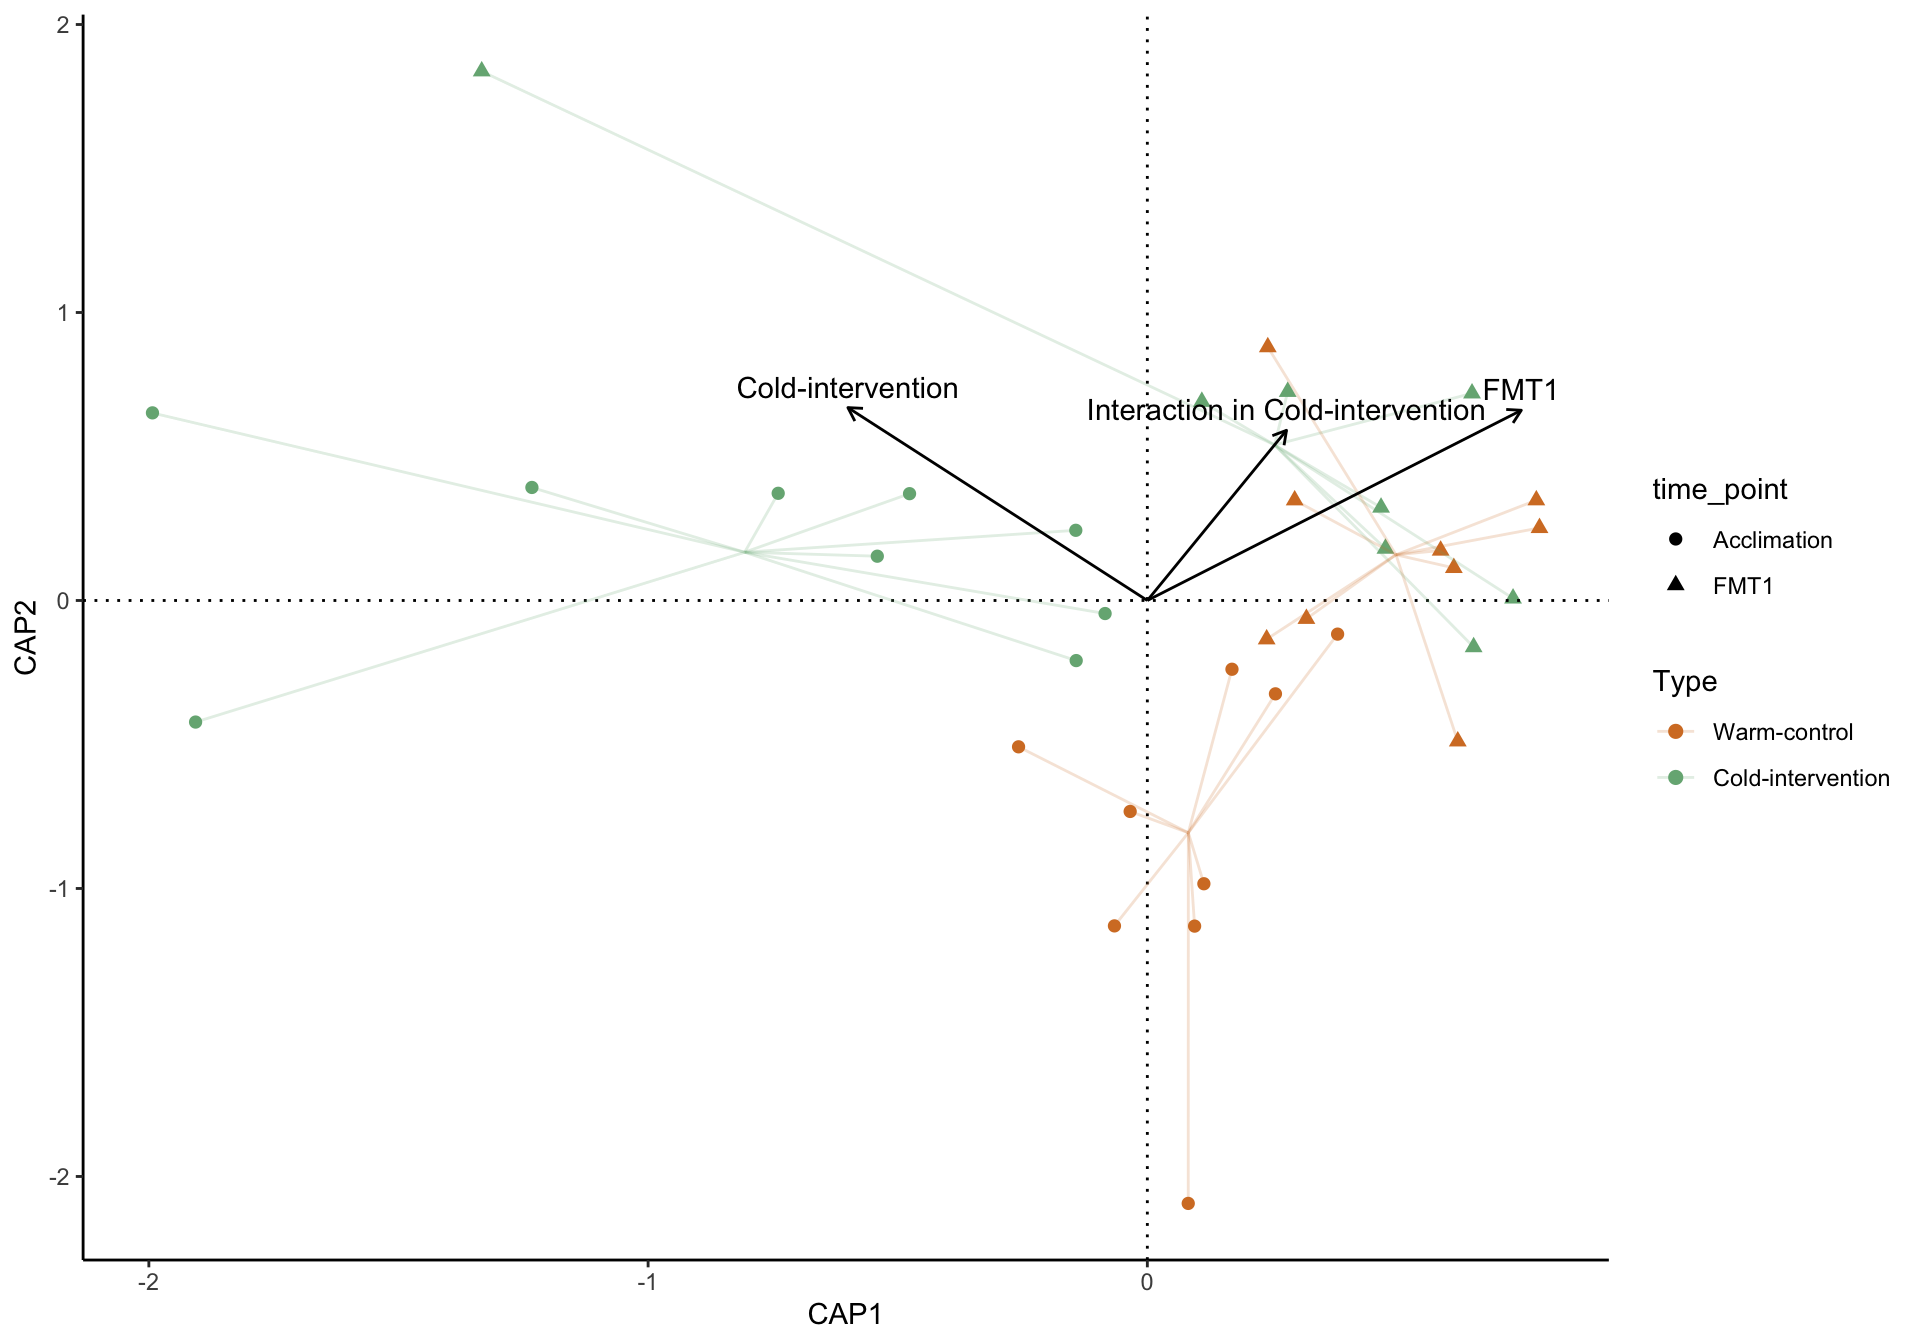 2
1
0
-1
-2
CAP2
-2
-1
0
CAP1
Cold-intervention
Interaction in Cold-intervention
FMT1
time_point
Acclimation
FMT1
Type
Warm-control
Cold-intervention